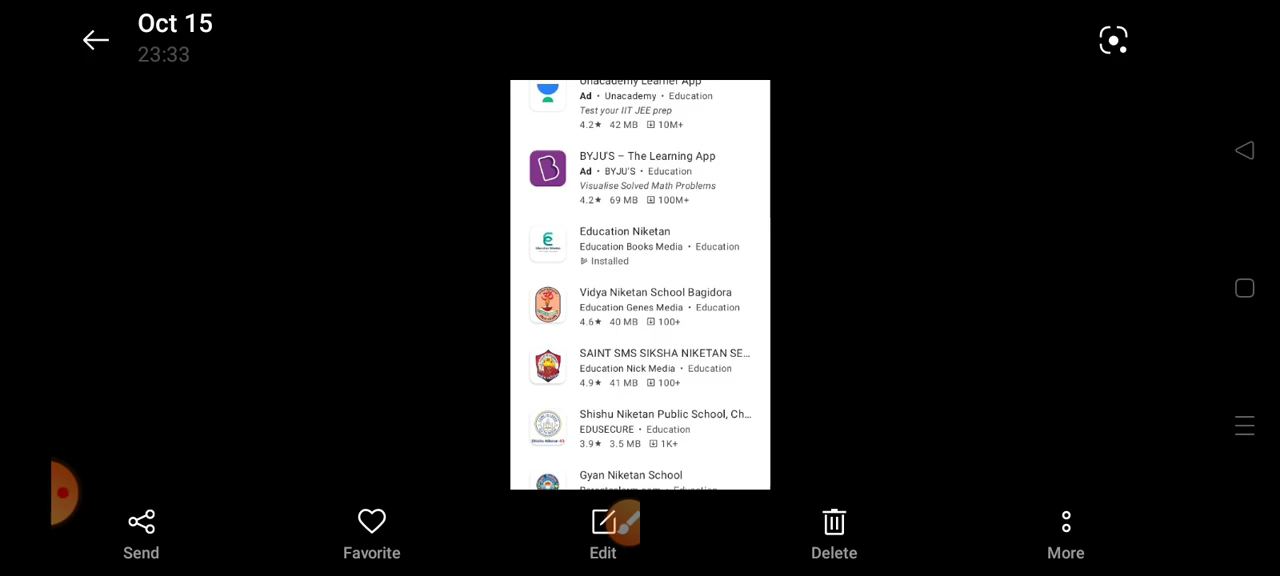 Oct 15
23:33
Unacademy Learner App
Ad • Unacademy • Education
Test your IIT JEE prep
4.2★ 42 MB 10M+
BYJU'S – The Learning App
Ad • BYJU'S • Education
Visualise Solved Math Problems
4.2★ 69 MB 100M+
Education Niketan
Education Books Media • Education
Installed
Vidya Niketan School Bagidora
Education Genes Media • Education
4.6★ 40 MB 100+
SAINT SMS SIKSHA NIKETAN SE...
Education Nick Media • Education
4.9★ 41 MB 100+
Shishu Niketan Public School, Ch...
EDUSECURE • Education
3.9★ 3.5 MB 1K+
Gyan Niketan School
Send
Favorite
Edit
Delete
More